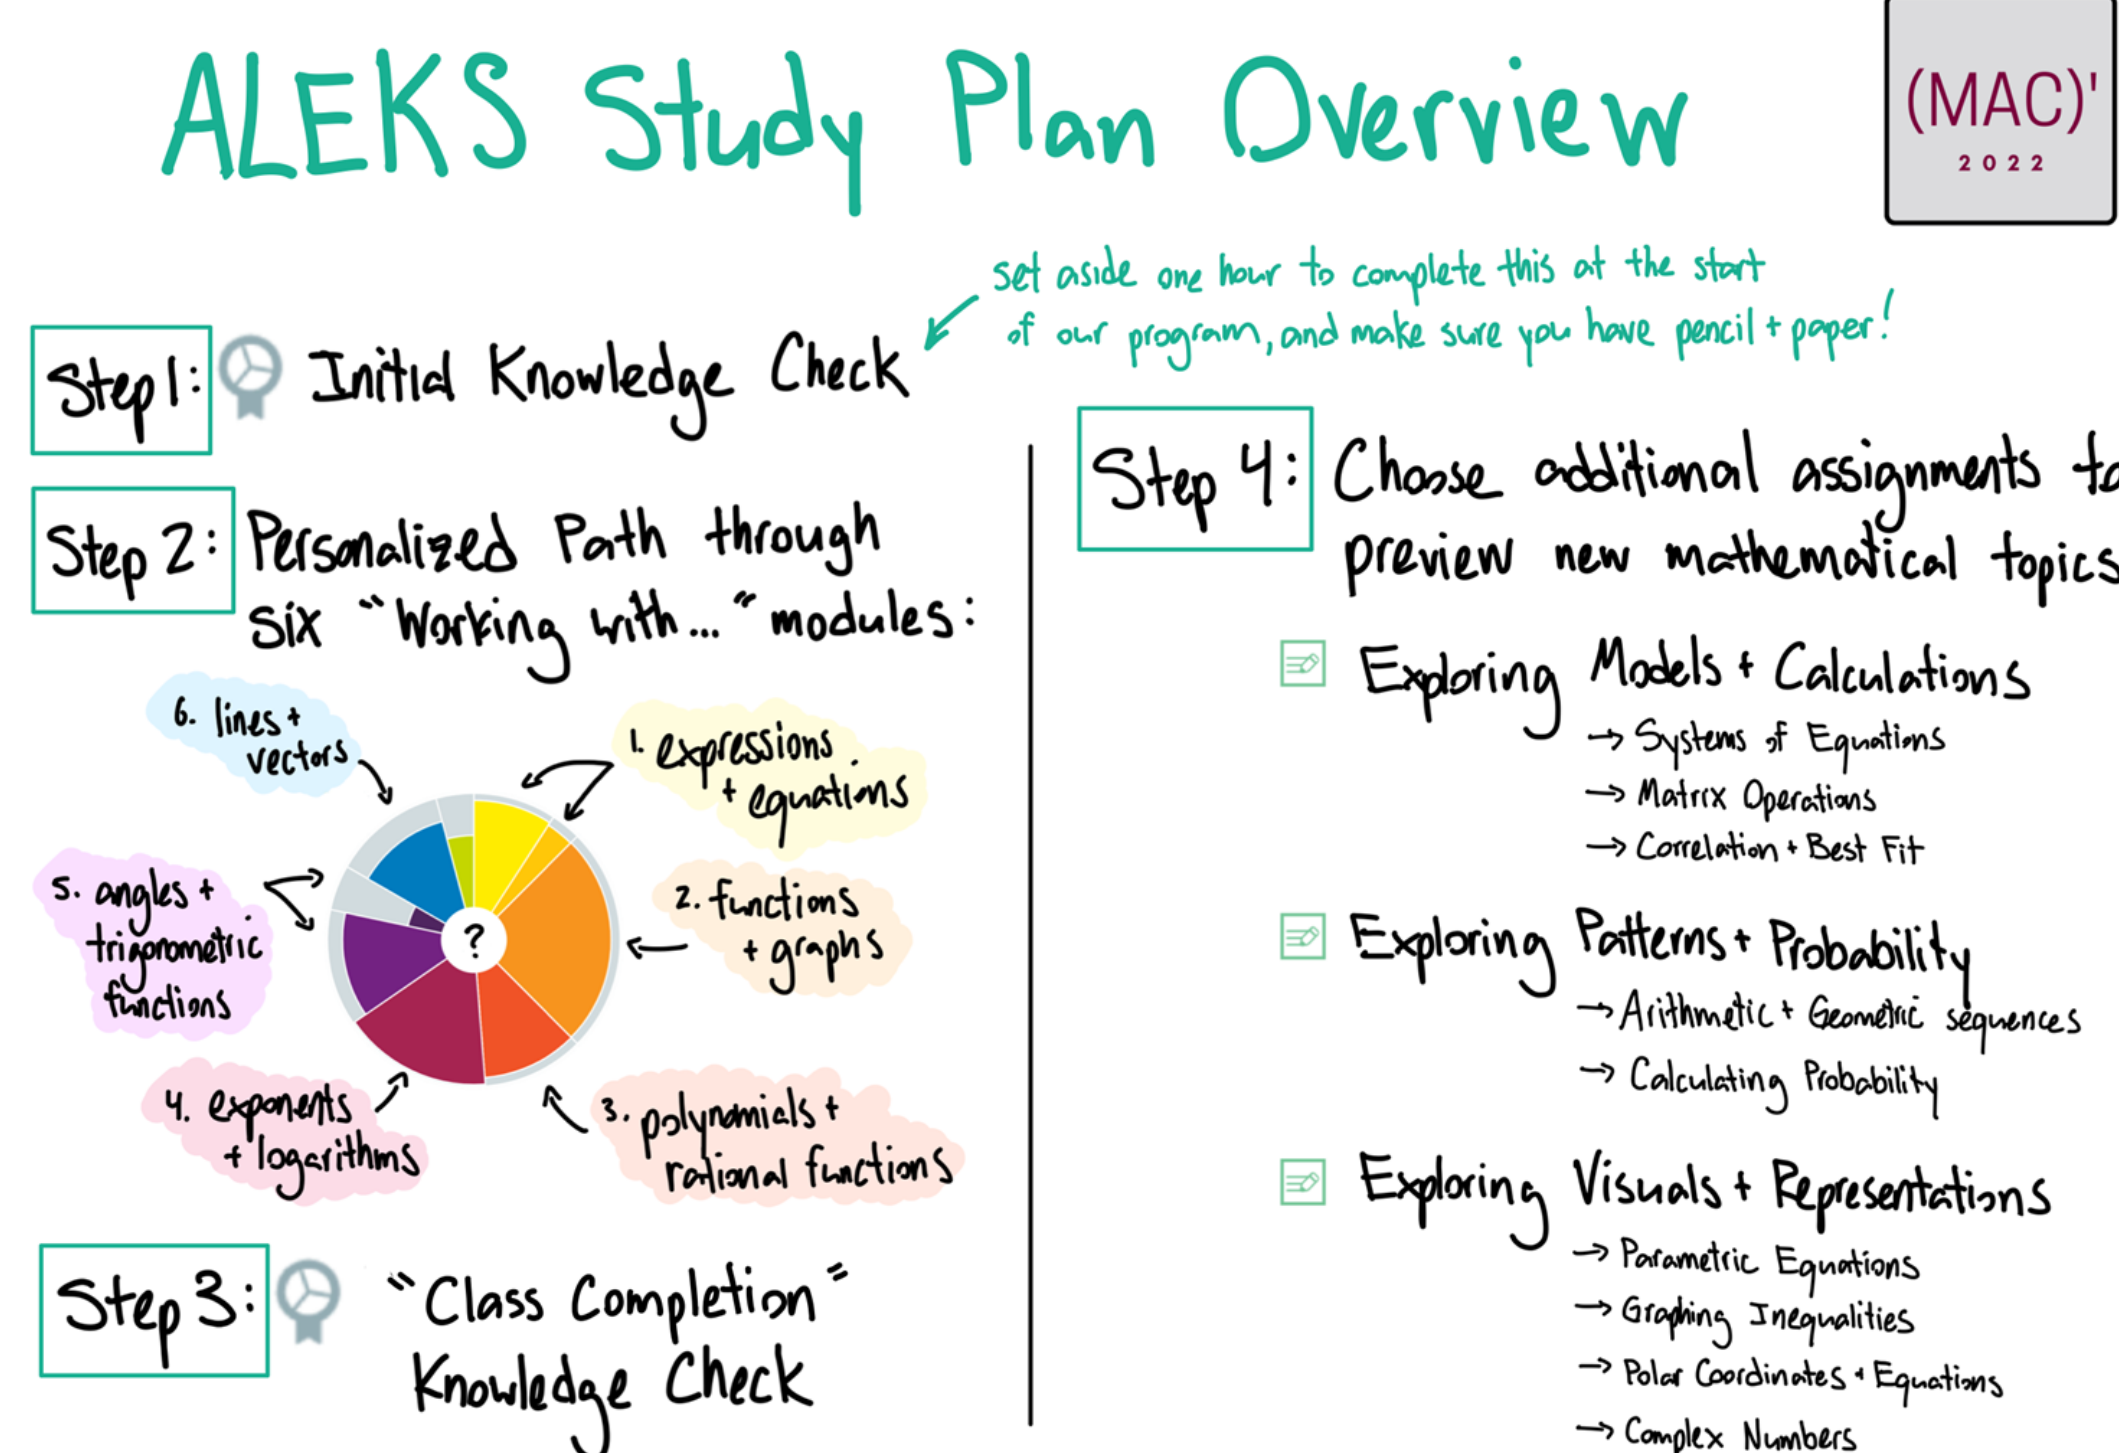 ALEKS Study Plan Overview
(MAC)'
2022
set aside one hour to complete this at the start
of our program, and make sure you have pencil + paper!
Step 1: Initial Knowledge Check
Step 2: Personalized Path through
six "Working with..." modules:
1. expressions
+ equations
2. functions
+ graphs
3. polynomials +
rational functions
4. exponents
+ logarithms
5. angles +
trigonometric
functions
6. lines +
vectors
?
Step 3: "Class Completion"
Knowledge Check
Step 4: Choose additional assignments to
preview new mathematical topics
Exploring Models + Calculations
→ Systems of Equations
→ Matrix Operations
→ Correlation + Best Fit
Exploring Patterns + Probability
→ Arithmetic + Geometric sequences
→ Calculating Probability
Exploring Visuals + Representations
→ Parametric Equations
→ Graphing Inequalities
→ Polar Coordinates + Equations
→ Complex Numbers